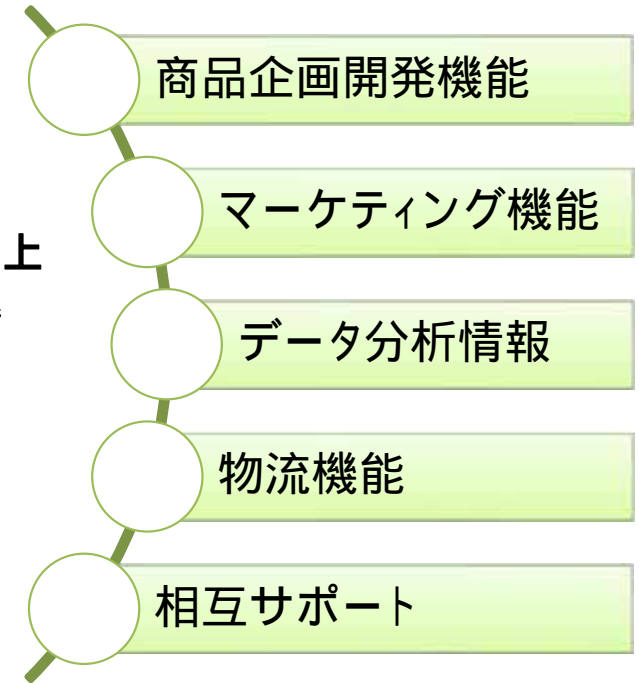 商品企画開発機能
マーケティング機能
上
データ分析情報
物流機能
相互サポート